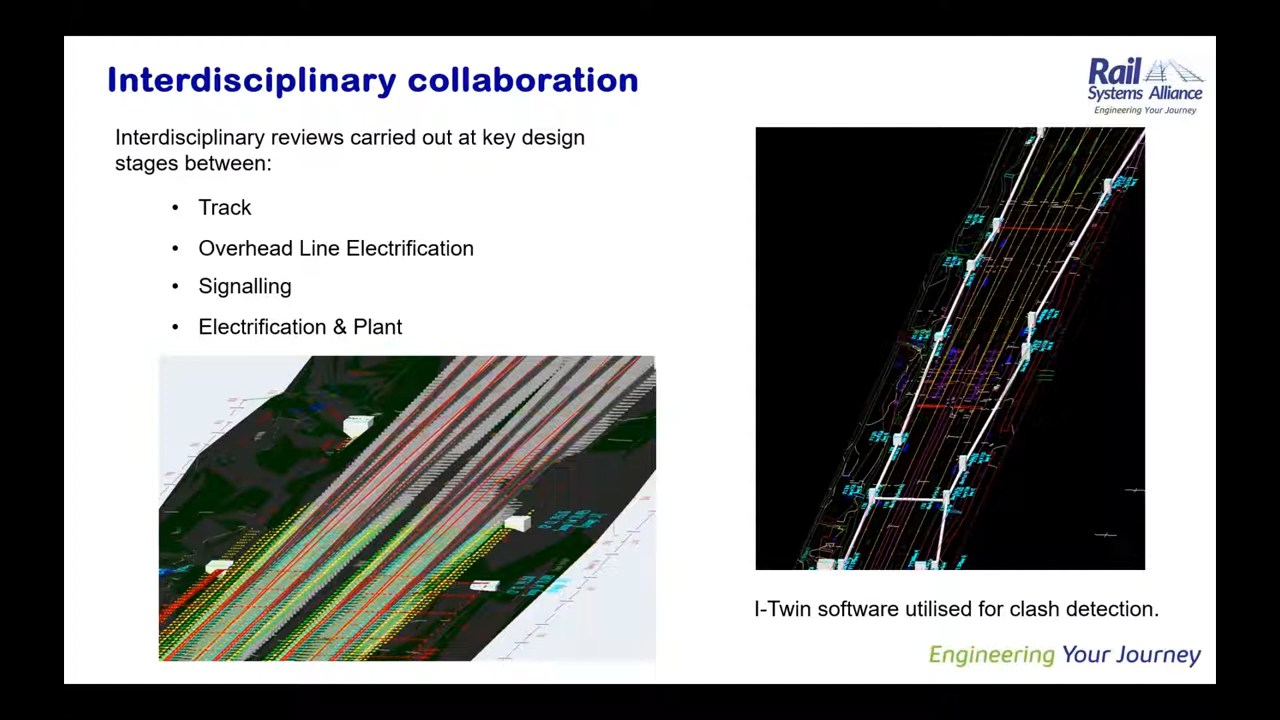 Interdisciplinary collaboration
Rail
Systems Alliance
Engineering Your Journey
Interdisciplinary reviews carried out at key design
stages between:
• Track
• Overhead Line Electrification
• Signalling
• Electrification & Plant
I-Twin software utilised for clash detection.
Engineering Your Journey